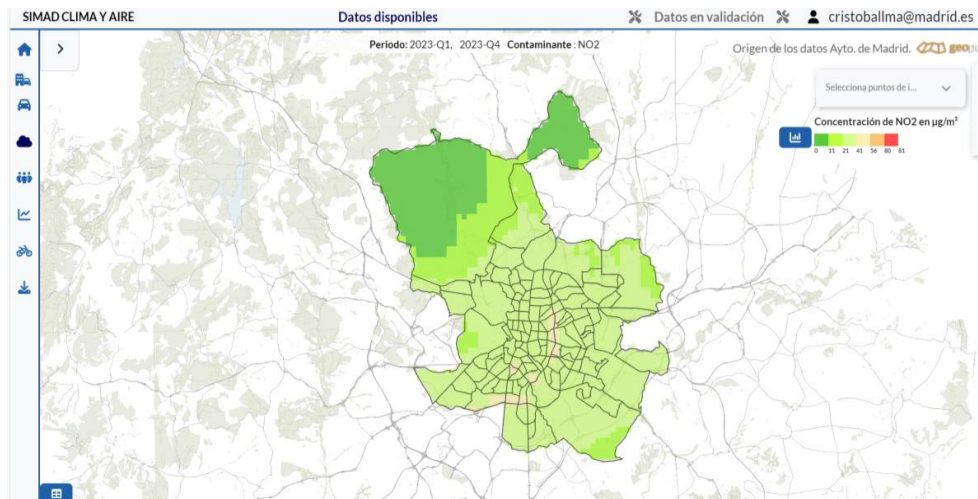 SIMAD CLIMA Y AIRE
Datos disponibles
Datos en validación
cristoballma@madrid.es
Periodo: 2023-Q1, 2023-Q4 Contaminante : NO2
Origen de los datos Ayto. de Madrid.
geo
Selecciona puntos de i...
Concentración de NO2 en µg/m³
0 11 21 41 56 80 81